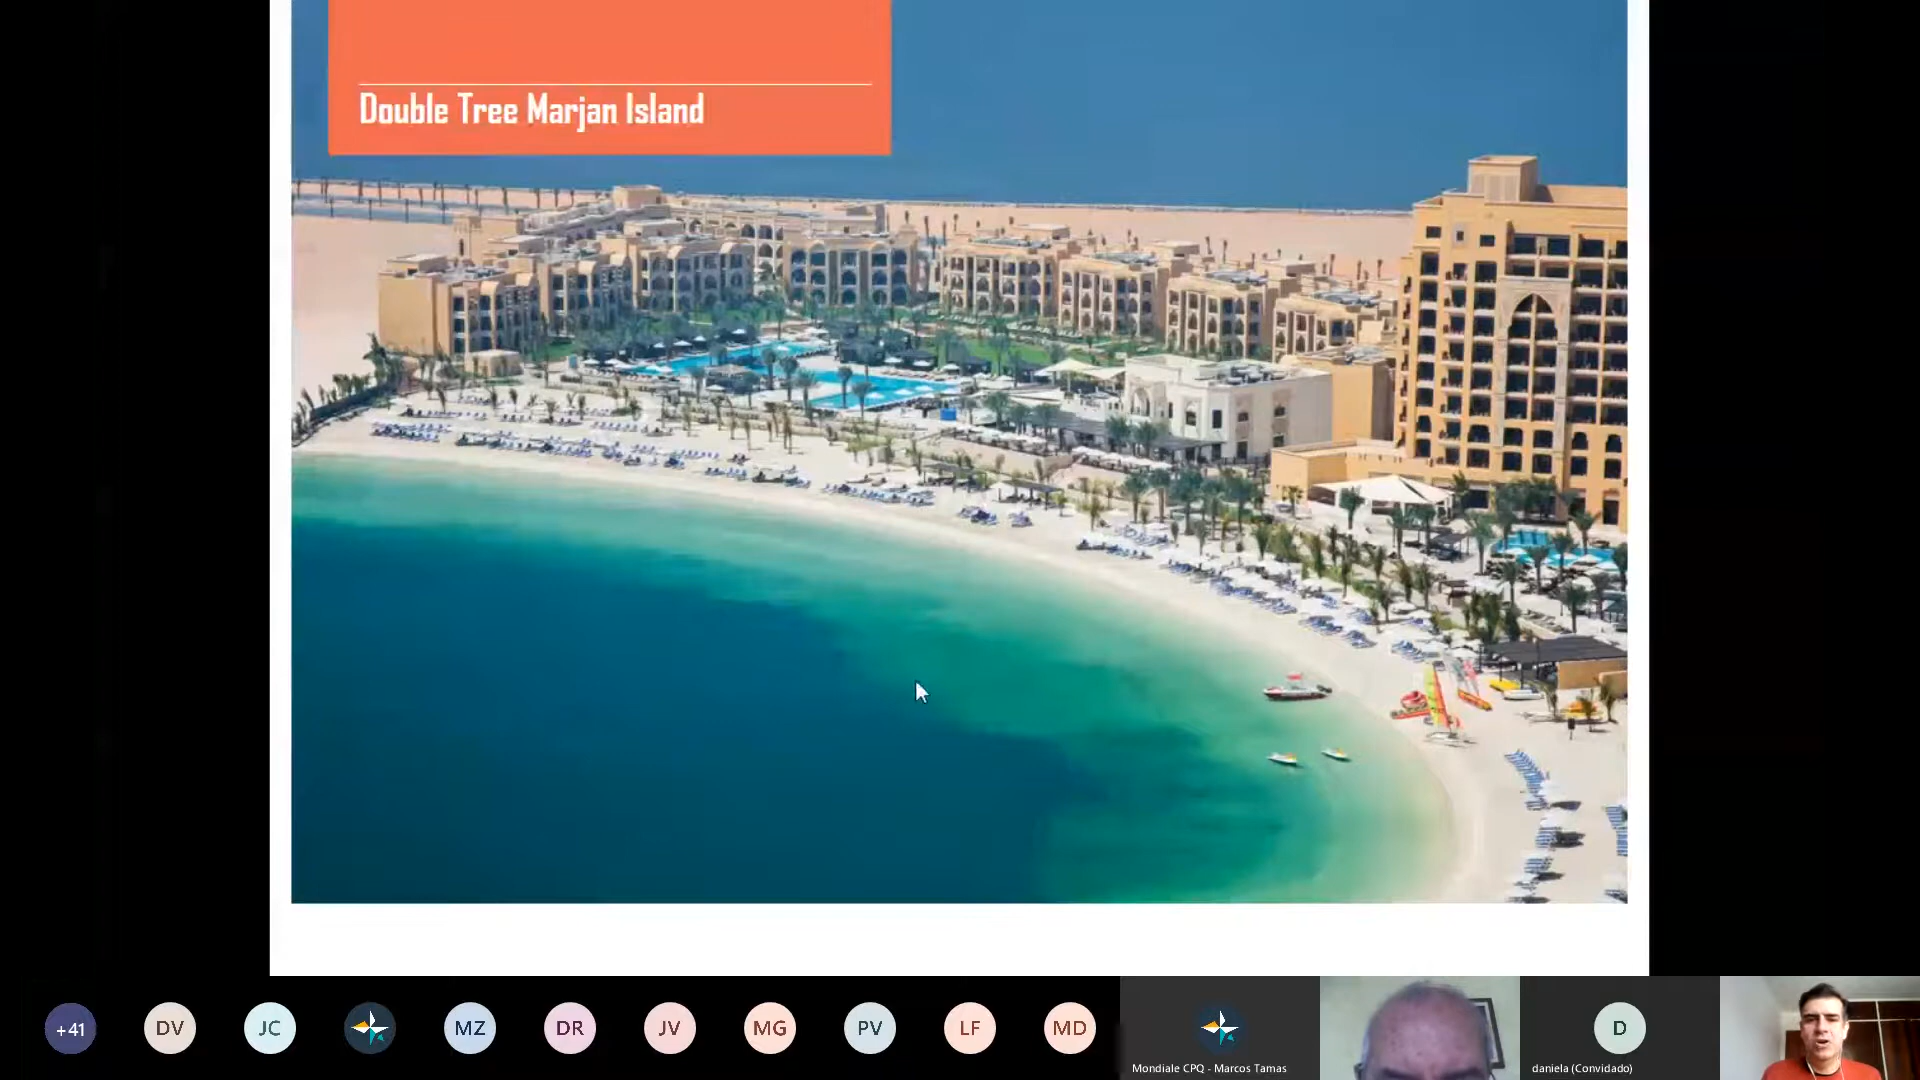 Double Tree Marjan Island
+41
DV
JC
MZ
DR
JV
MG
PV
LF
MD
Mondiale CPQ - Marcos Tamas
D
daniela (Convidado)